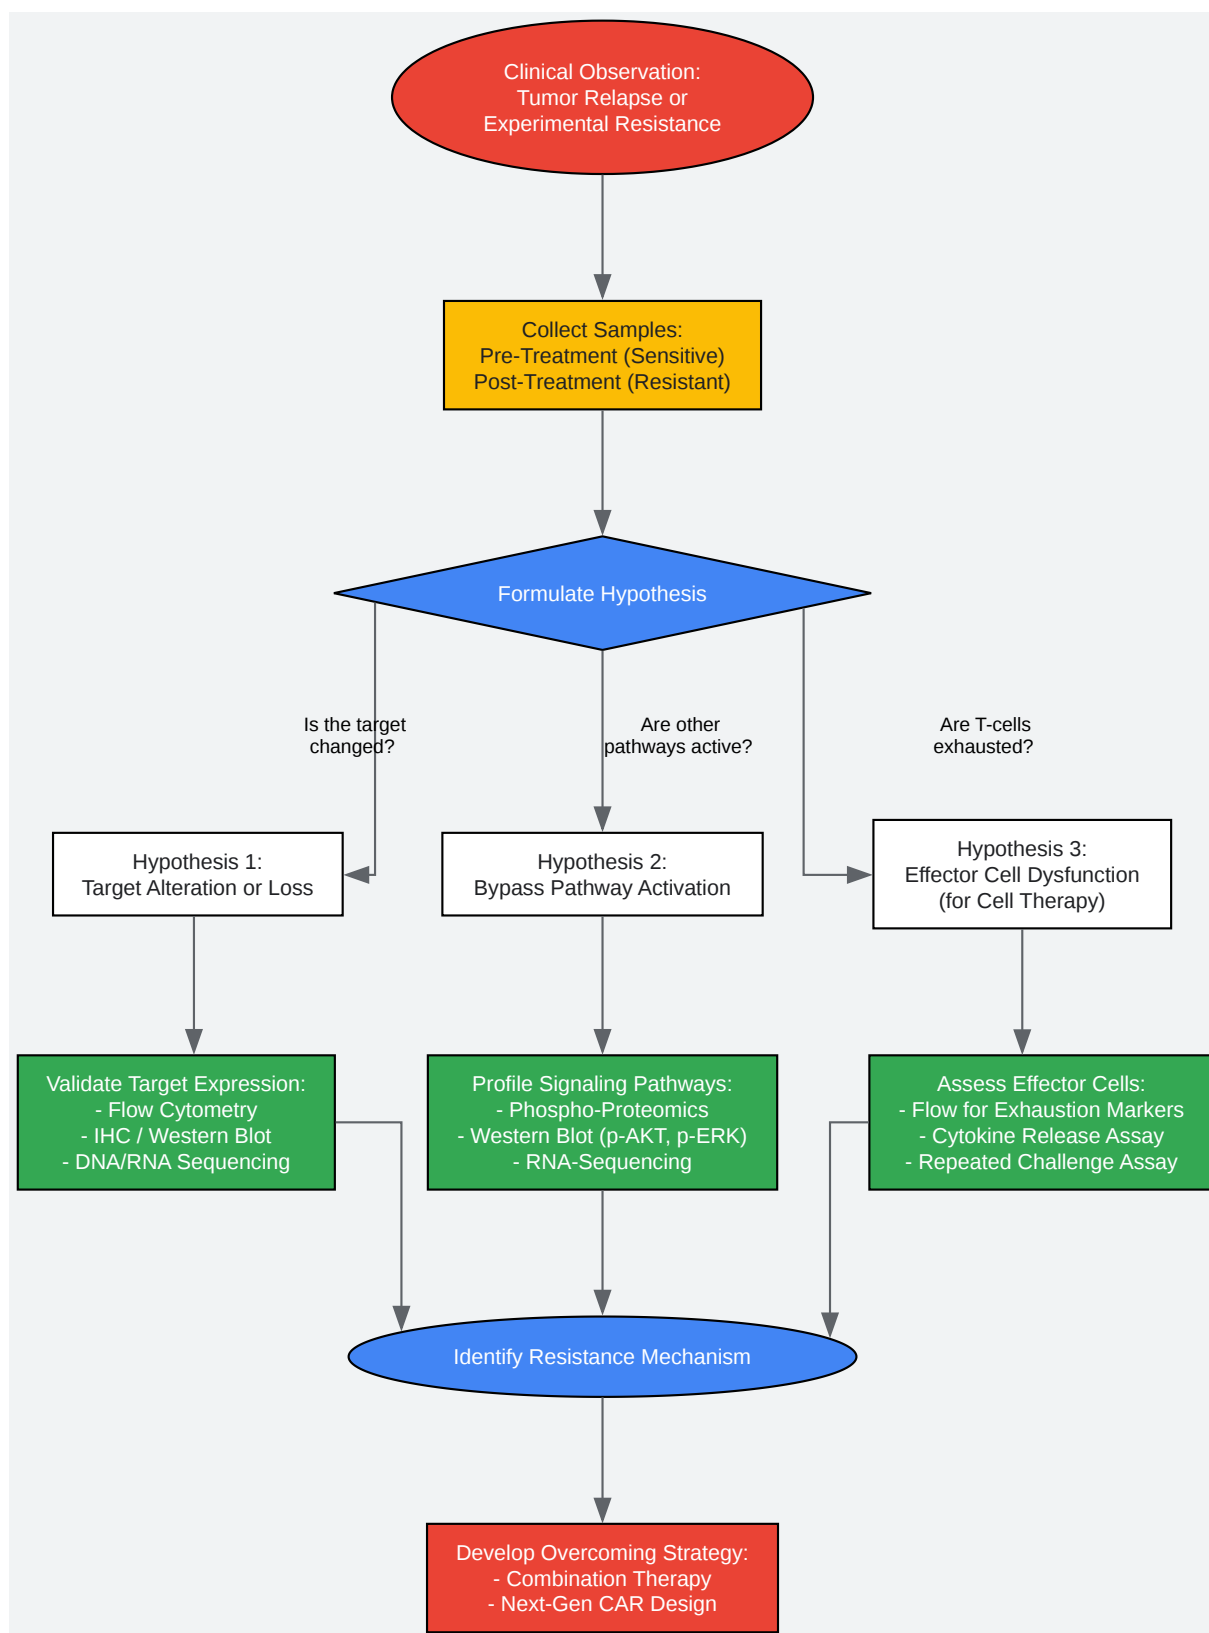 Clinical Observation:
Tumor Relapse or
Experimental Resistance
Collect Samples:
Pre-Treatment (Sensitive)
Post-Treatment (Resistant)
Formulate Hypothesis
Is the target
changed?
Are other
pathways active?
Are T-cells
exhausted?
Hypothesis 1:
Target Alteration or Loss
Hypothesis 2:
Bypass Pathway Activation
Hypothesis 3:
Effector Cell Dysfunction
(for Cell Therapy)
Validate Target Expression:
- Flow Cytometry
- IHC / Western Blot
- DNA/RNA Sequencing
Profile Signaling Pathways:
- Phospho-Proteomics
- Western Blot (p-AKT, p-ERK)
- RNA-Sequencing
Assess Effector Cells:
- Flow for Exhaustion Markers
- Cytokine Release Assay
- Repeated Challenge Assay
Identify Resistance Mechanism
Develop Overcoming Strategy:
- Combination Therapy
- Next-Gen CAR Design